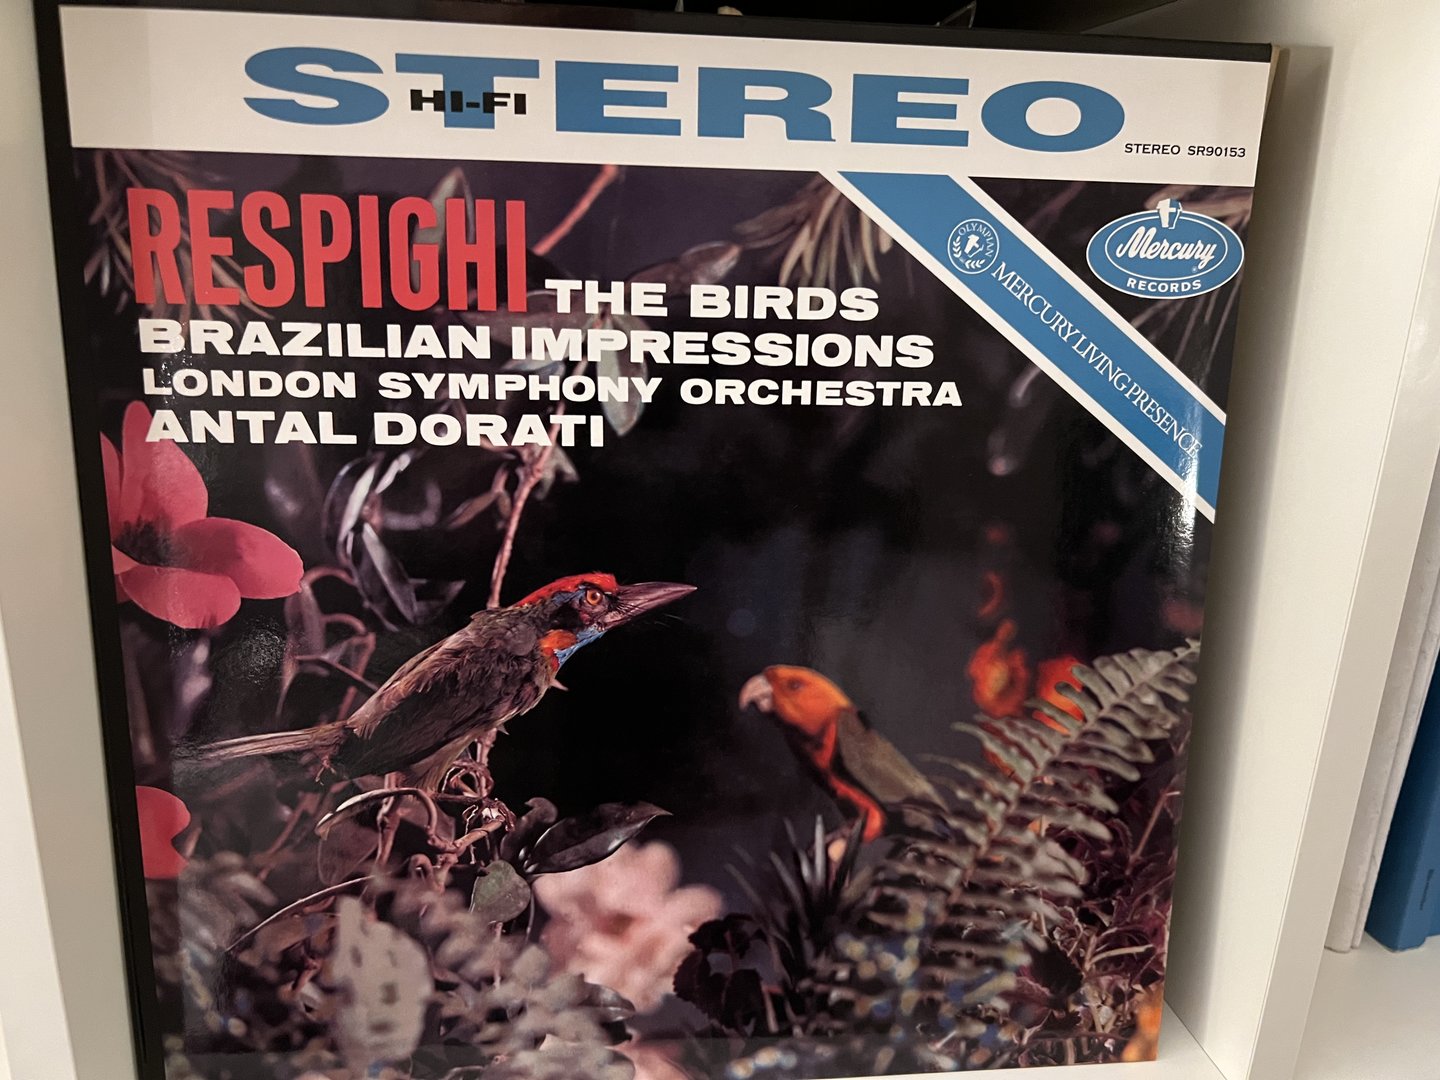 STEREO
HI-FI
STEREO SR90153
RESPIGHI THE BIRDS
BRAZILIAN IMPRESSIONS
LONDON SYMPHONY ORCHESTRA
ANTAL DORATI
OLYMPIAN
MERCURY LIVING PRESENCE
Mercury
RECORDS